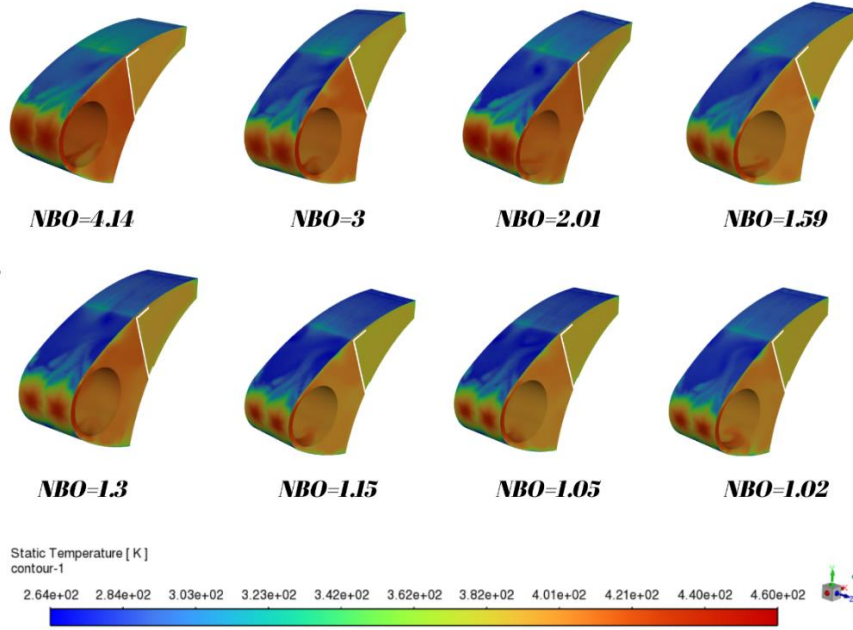 NBO=4.14
NBO=3
NBO=2.01
NBO=1.59
NBO=1.3
NBO=1.15
NBO=1.05
NBO=1.02
Static Temperature [ K ]
contour-1
2.64e+02 2.84e+02 3.03e+02 3.23e+02 3.42e+02 3.62e+02 3.82e+02 4.01e+02 4.21e+02 4.40e+02 4.60e+02